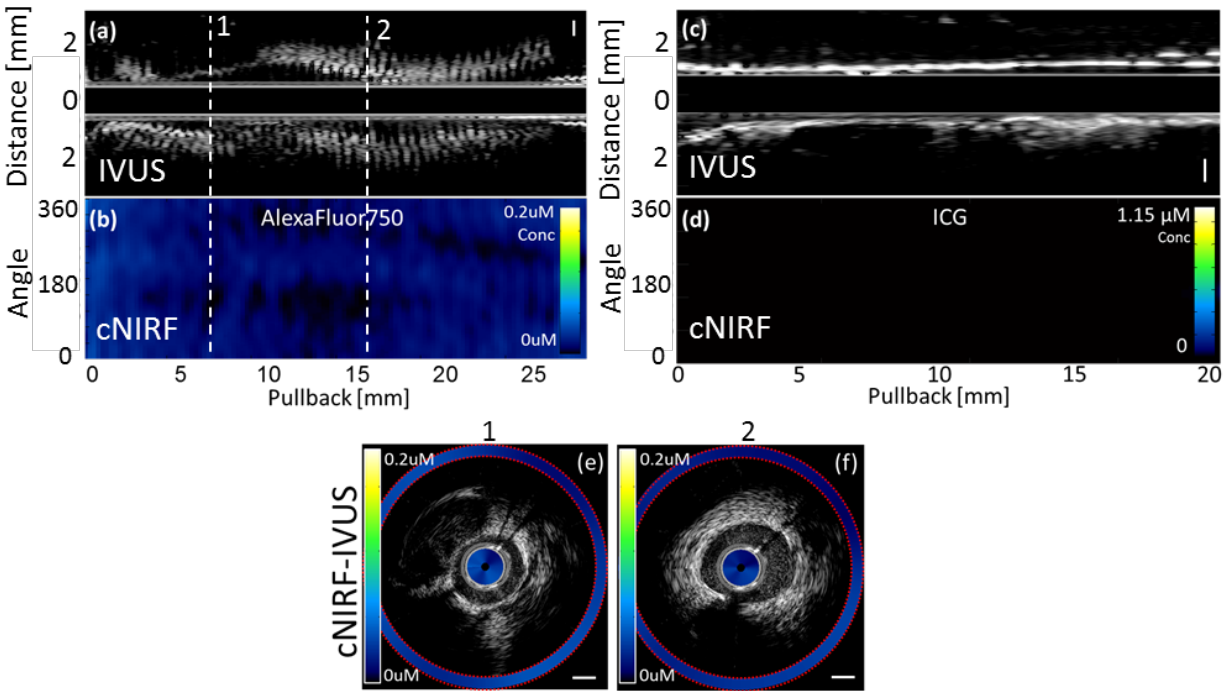 (a)
1
2
Distance [mm]
2
0
2
IVUS
(b)
AlexaFluor750
0.2uM
Conc
0uM
Angle
360
180
0
cNIRF
0 5 10 15 20 25
Pullback [mm]
(c)
Distance [mm]
2
0
2
IVUS
(d)
ICG
1.15 µM
Conc
0
Angle
360
180
0
cNIRF
0 5 10 15 20
Pullback [mm]
cNIRF-IVUS
1
0.2uM
(e)
0uM
2
0.2uM
(f)
0uM